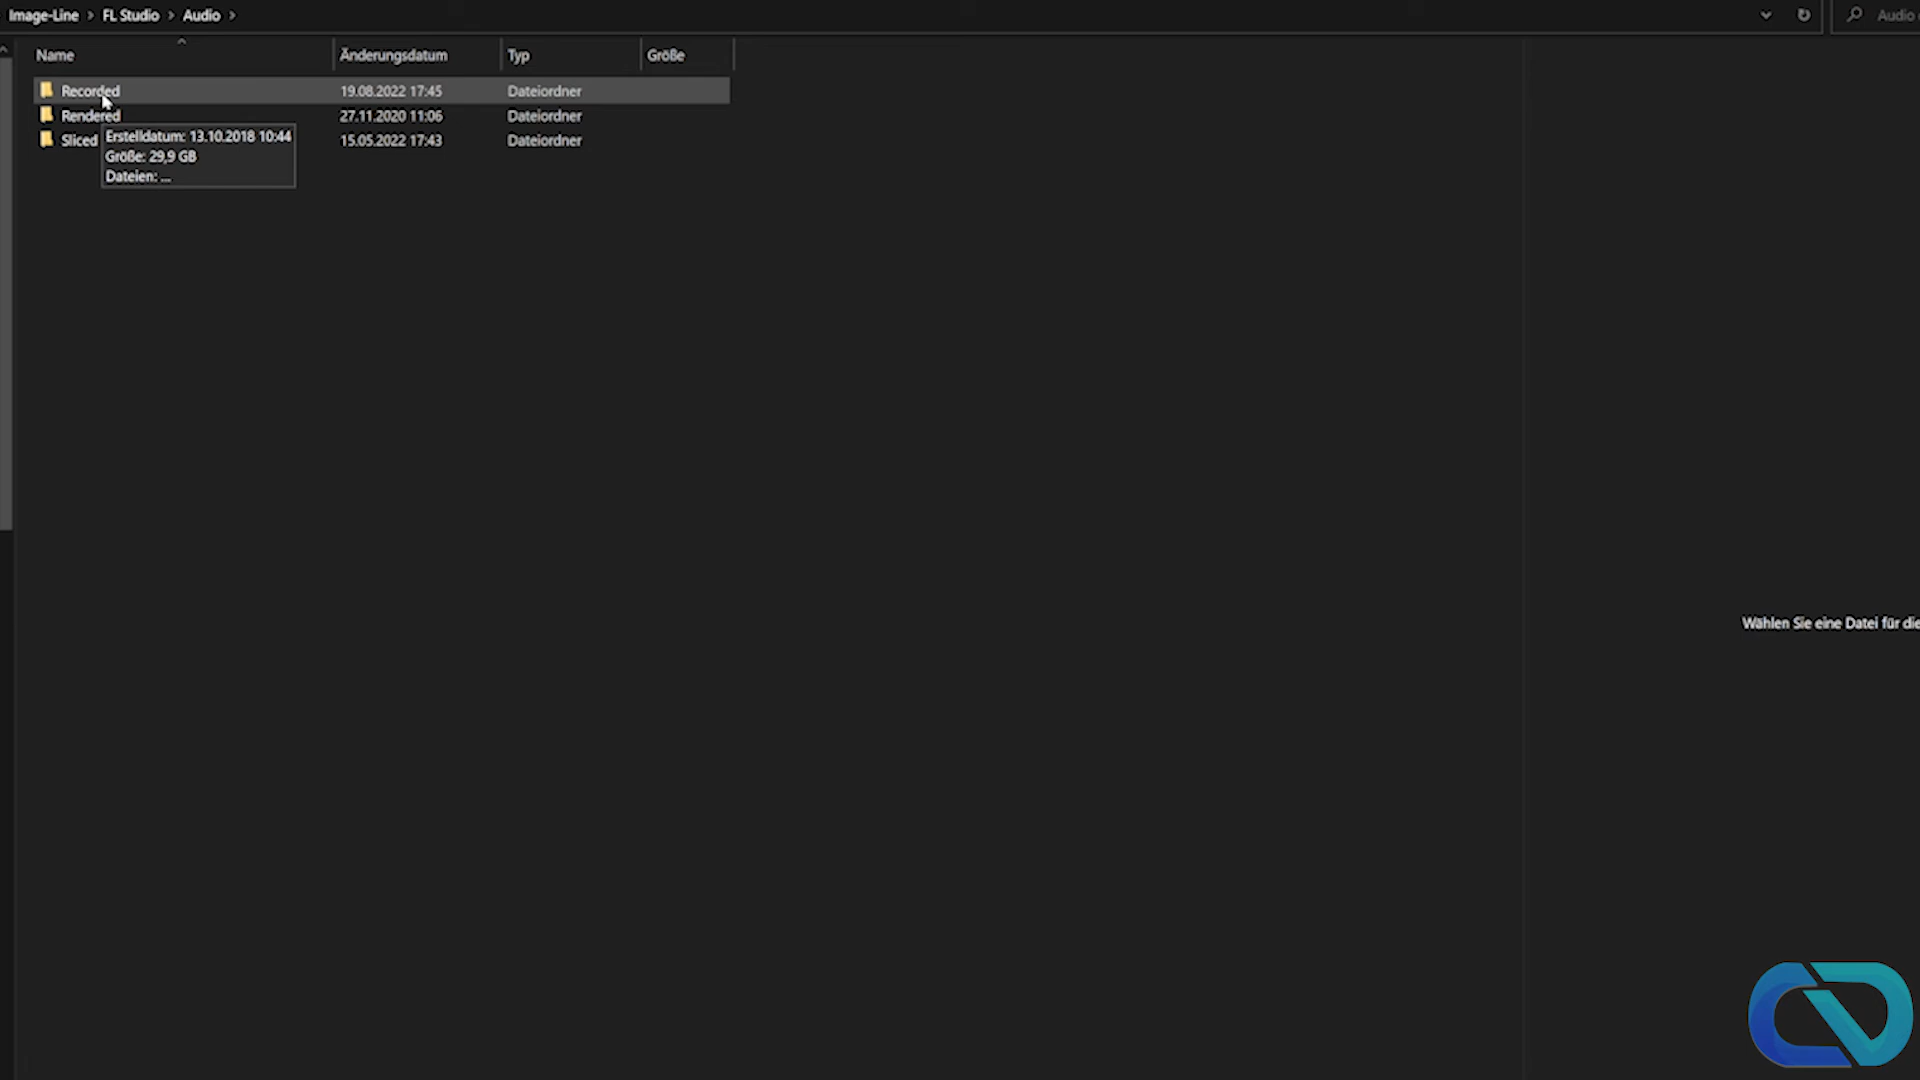 Image-Line > FL Studio > Audio >
Audio
Name Änderungsdatum Typ Größe
Recorded 19.08.2022 17:45 Dateiordner
Rendered 27.11.2020 11:06 Dateiordner
Sliced 15.05.2022 17:43 Dateiordner
Erstelldatum: 13.10.2018 10:44
Größe: 29,9 GB
Dateien: ...
Wählen Sie eine Datei für die